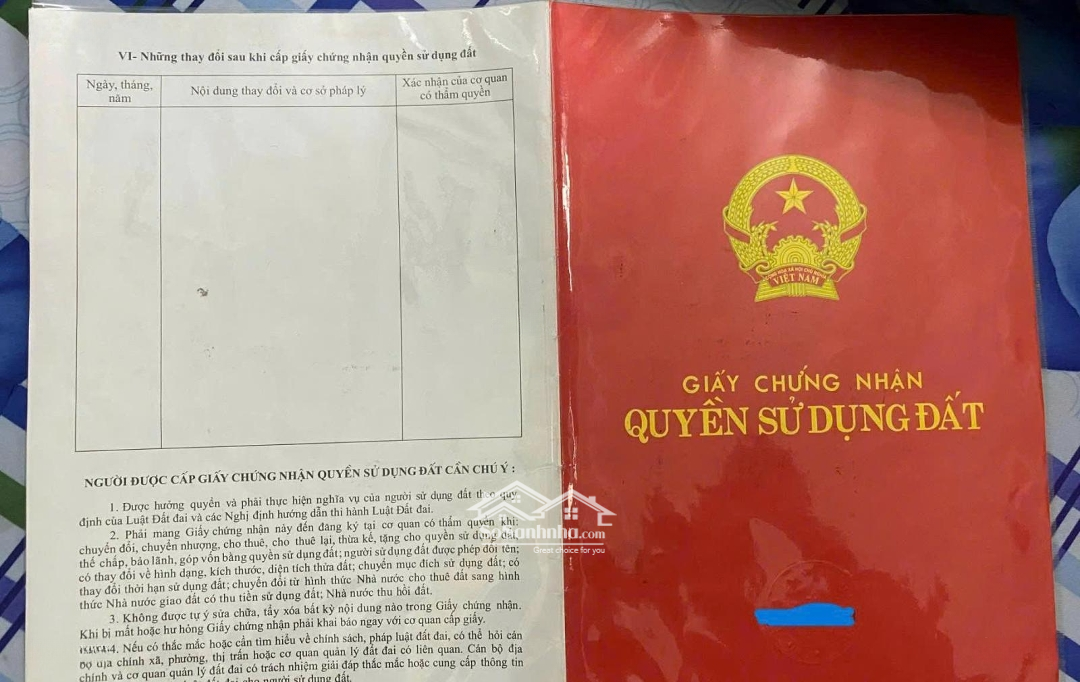 VI- Những thay đổi sau khi cấp giấy chứng nhận quyền sử dụng đất
Ngày, tháng, năm
Nội dung thay đổi và cơ sở pháp lý
Xác nhận của cơ quan có thẩm quyền
NGƯỜI ĐƯỢC CẤP GIẤY CHỨNG NHẬN QUYỀN SỬ DỤNG ĐẤT CẦN CHÚ Ý :
1. Được hưởng quyền và phải thực hiện nghĩa vụ của người sử dụng đất theo quy
định của Luật Đất đai và các Nghị định hướng dẫn thi hành Luật Đất đai.
2. Phải mang Giấy chứng nhận này đến đăng ký tại cơ quan có thẩm quyền khi:
chuyển đổi, chuyển nhượng, cho thuê, cho thuê lại, thừa kế, tặng cho quyền sử dụng đất,
thế chấp, bảo lãnh, góp vốn bằng quyền sử dụng đất; người sử dụng đất được phép đổi tên;
có thay đổi về hình dạng, kích thước, diện tích thửa đất; chuyển mục đích sử dụng đất; có
thay đổi thời hạn sử dụng đất; chuyển đổi từ hình thức Nhà nước cho thuê đất sang hình
thức Nhà nước giao đất có thu tiền sử dụng đất; Nhà nước thu hồi đất.
3. Không được tự ý sửa chữa, tẩy xóa bất kỳ nội dung nào trong Giấy chứng nhận.
Khi bị mất hoặc hư hỏng Giấy chứng nhận phải khai báo ngay với cơ quan cấp giấy.
4. Nếu có thắc mắc hoặc cần tìm hiểu về chính sách, pháp luật đất đai, có thể hỏi cán
bộ địa chính xã, phường, thị trấn hoặc cơ quan quản lý đất đai có liên quan. Cán bộ địa
chính và cơ quan quản lý đất đai có trách nhiệm giải đáp thắc mắc hoặc cung cấp thông tin
cho người sử dụng đất.
Great choice for you
CỘNG HÒA XÃ HỘI CHỦ NGHĨA
VIỆT NAM
GIẤY CHỨNG NHẬN
QUYỀN SỬ DỤNG ĐẤT